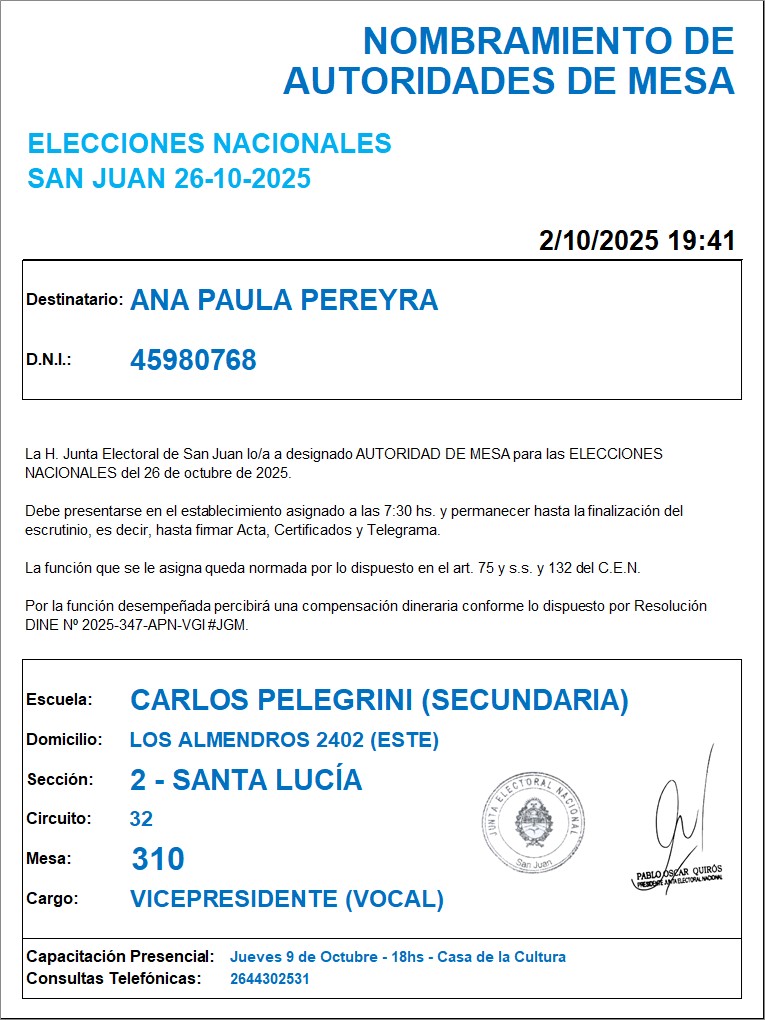 NOMBRAMIENTO DE
AUTORIDADES DE MESA
ELECCIONES NACIONALES
SAN JUAN 26-10-2025
2/10/2025 19:41
Destinatario: ANA PAULA PEREYRA
D.N.I.: 45980768
La H. Junta Electoral de San Juan lo/a a designado AUTORIDAD DE MESA para las ELECCIONES
NACIONALES del 26 de octubre de 2025.
Debe presentarse en el establecimiento asignado a las 7:30 hs. y permanecer hasta la finalización del
escrutinio, es decir, hasta firmar Acta, Certificados y Telegrama.
La función que se le asigna queda normada por lo dispuesto en el art. 75 y s.s. y 132 del C.E.N.
Por la función desempeñada percibirá una compensación dineraria conforme lo dispuesto por Resolución
DINE Nº 2025-347-APN-VGI#JGM.
Escuela: CARLOS PELEGRINI (SECUNDARIA)
Domicilio: LOS ALMENDROS 2402 (ESTE)
Sección: 2 - SANTA LUCÍA
Circuito: 32
Mesa: 310
Cargo: VICEPRESIDENTE (VOCAL)
JUNTA ELECTORAL NACIONAL
San Juan
PABLO OSCAR QUIRÓS
PRESIDENTE JUNTA ELECTORAL NACIONAL
Capacitación Presencial: Jueves 9 de Octubre - 18hs - Casa de la Cultura
Consultas Telefónicas: 2644302531